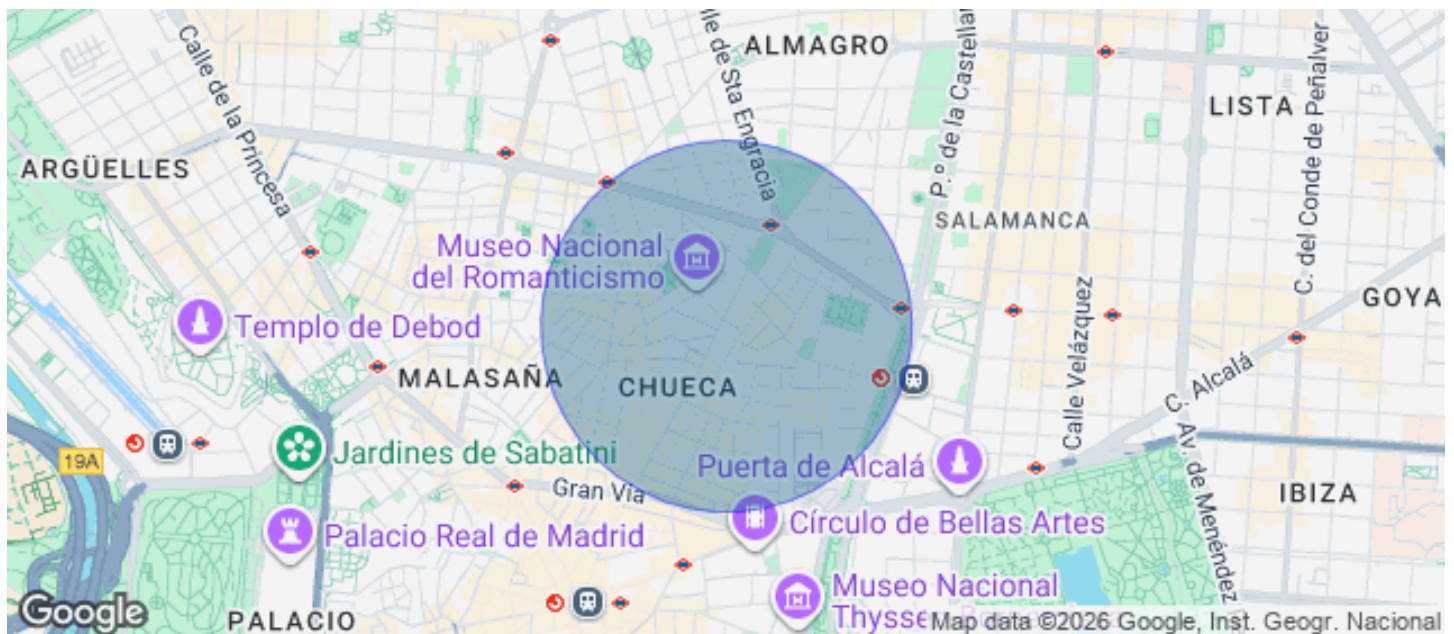 Calle de la Princesa
lle de Sta Engracia
ALMAGRO
P.º de la Castella
LISTA
C. del Conde de Peñalver
ARGÜELLES
SALAMANCA
Museo Nacional
del Romanticismo
GOYA
Templo de Debod
Calle Velázquez
MALASAÑA
CHUECA
C. Alcalá
Jardines de Sabatini
19A
Puerta de Alcalá
C. Av. de Menéndez
Gran Vía
IBIZA
Palacio Real de Madrid
Círculo de Bellas Artes
Museo Nacional
Thysse
PALACIO
Google
Map data ©2026 Google, Inst. Geogr. Nacional